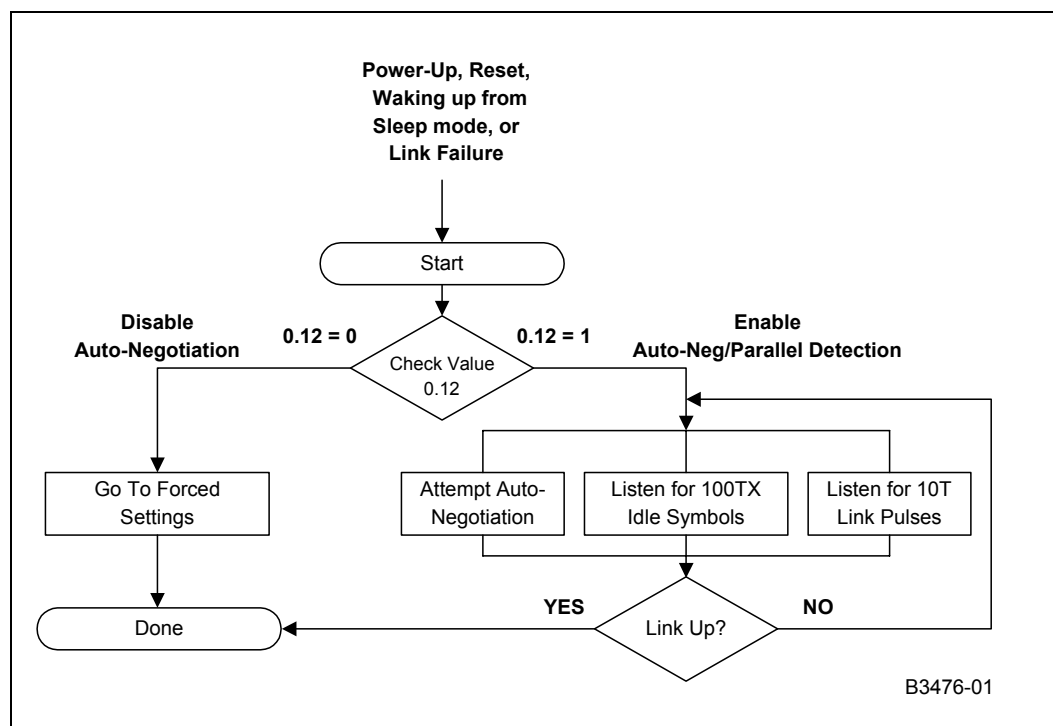 Power-Up, Reset,
Waking up from
Sleep mode, or
Link Failure
Start
Disable
Auto-Negotiation
0.12 = 0
0.12 = 1
Enable
Auto-Neg/Parallel Detection
Check Value
0.12
Go To Forced
Settings
Attempt Auto-
Negotiation
Listen for 100TX
Idle Symbols
Listen for 10T
Link Pulses
Done
YES
Link Up?
NO
B3476-01